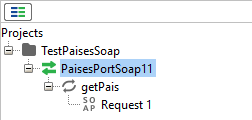 Projects
TestPaisesSoap
PaisesPortSoap11
getPais
SO
AP
Request 1